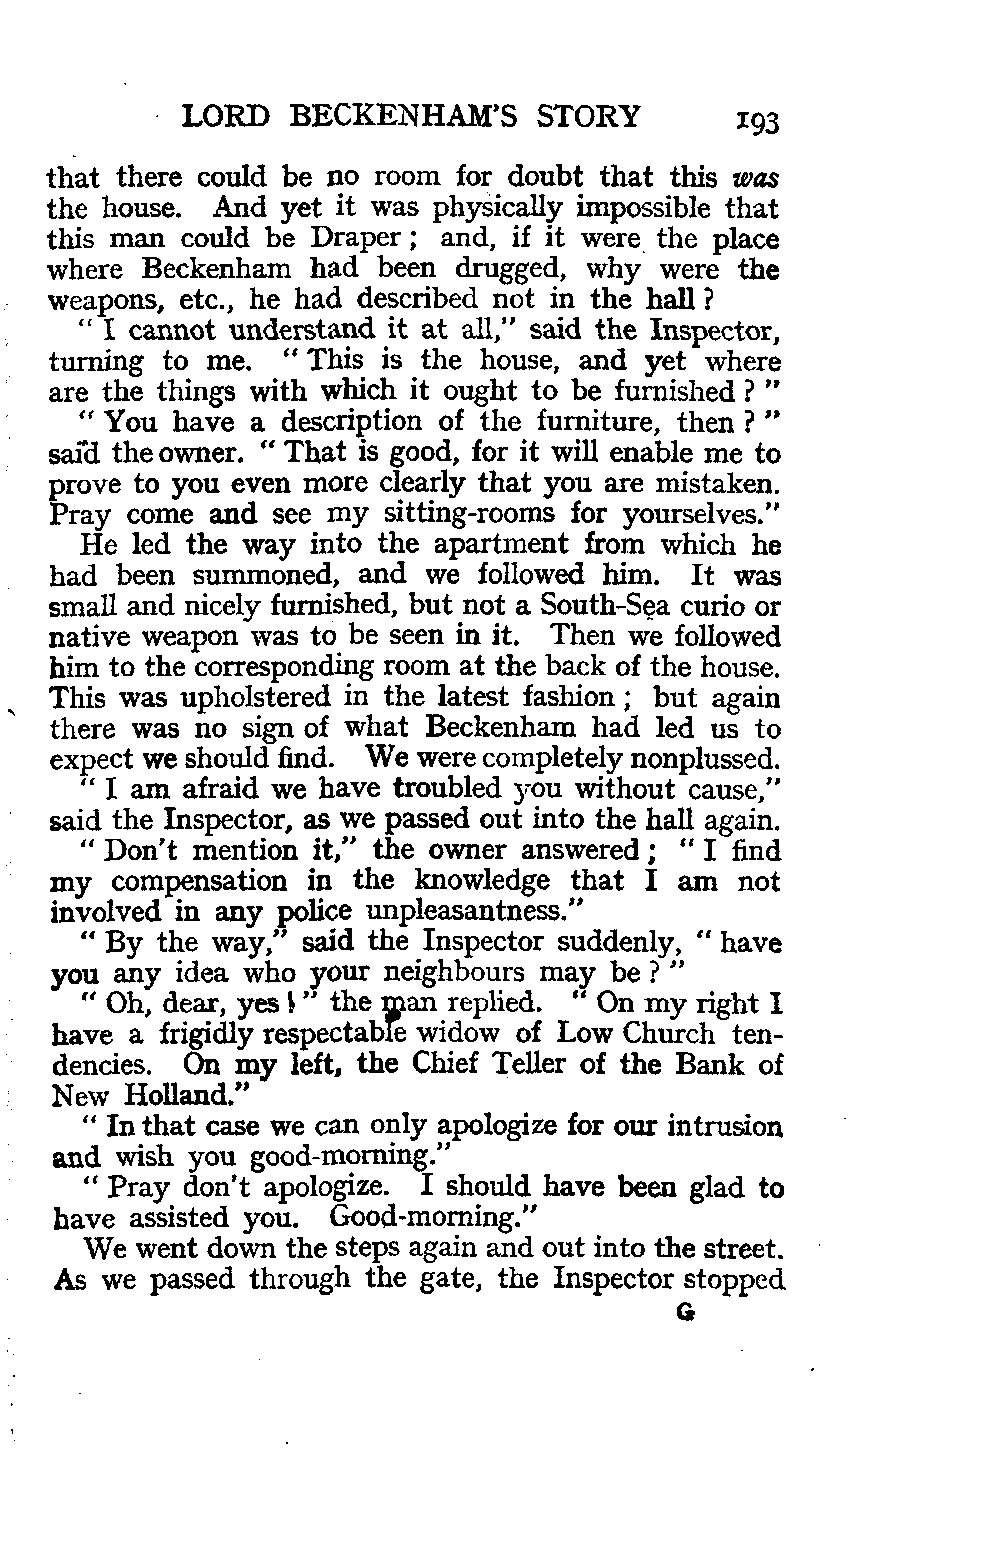 LORD BECKENHAM'S STORY 193
that there could be no room for doubt that this was
the house. And yet it was physically impossible that
this man could be Draper ; and, if it were the place
where Beckenham had been drugged, why were the
weapons, etc., he had described not in the hall ?
" I cannot understand it at all," said the Inspector,
turning to me. " This is the house, and yet where
are the things with which it ought to be furnished ? "
" You have a description of the furniture, then ? "
said the owner. " That is good, for it will enable me to
prove to you even more clearly that you are mistaken.
Pray come and see my sitting-rooms for yourselves."
He led the way into the apartment from which he
had been summoned, and we followed him. It was
small and nicely furnished, but not a South-Sea curio or
native weapon was to be seen in it. Then we followed
him to the corresponding room at the back of the house.
This was upholstered in the latest fashion ; but again
there was no sign of what Beckenham had led us to
expect we should find. We were completely nonplussed.
" I am afraid we have troubled you without cause,"
said the Inspector, as we passed out into the hall again.
" Don't mention it," the owner answered ; " I find
my compensation in the knowledge that I am not
involved in any police unpleasantness."
" By the way," said the Inspector suddenly, " have
you any idea who your neighbours may be ? "
" Oh, dear, yes ! " the man replied. " On my right I
have a frigidly respectable widow of Low Church ten-
dencies. On my left, the Chief Teller of the Bank of
New Holland."
" In that case we can only apologize for our intrusion
and wish you good-morning."
" Pray don't apologize. I should have been glad to
have assisted you. Good-morning."
We went down the steps again and out into the street.
As we passed through the gate, the Inspector stopped
G